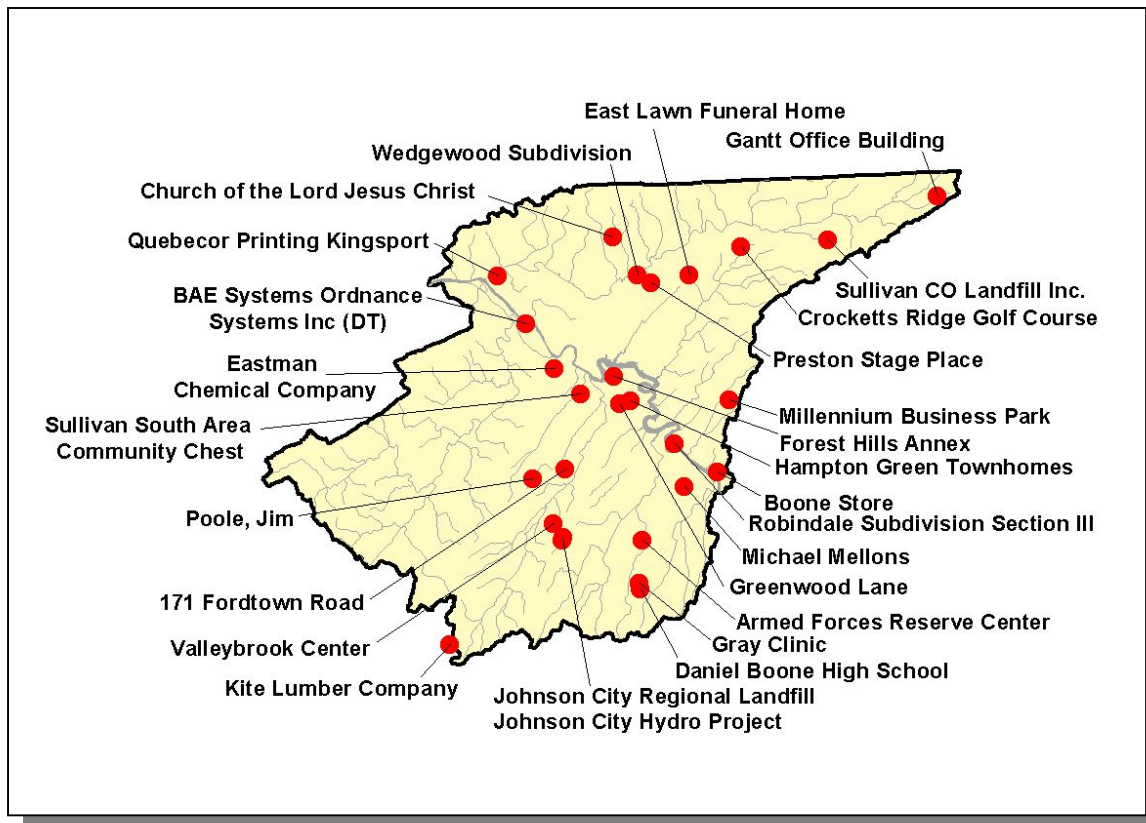 East Lawn Funeral Home
Gantt Office Building
Wedgewood Subdivision
Church of the Lord Jesus Christ
Quebecor Printing Kingsport
BAE Systems Ordnance
Systems Inc (DT)
Sullivan CO Landfill Inc.
Crocketts Ridge Golf Course
Preston Stage Place
Eastman
Chemical Company
Millennium Business Park
Sullivan South Area
Community Chest
Forest Hills Annex
Hampton Green Townhomes
Boone Store
Poole, Jim
Robindale Subdivision Section III
Michael Mellons
Greenwood Lane
171 Fordtown Road
Armed Forces Reserve Center
Valleybrook Center
Gray Clinic
Daniel Boone High School
Kite Lumber Company
Johnson City Regional Landfill
Johnson City Hydro Project